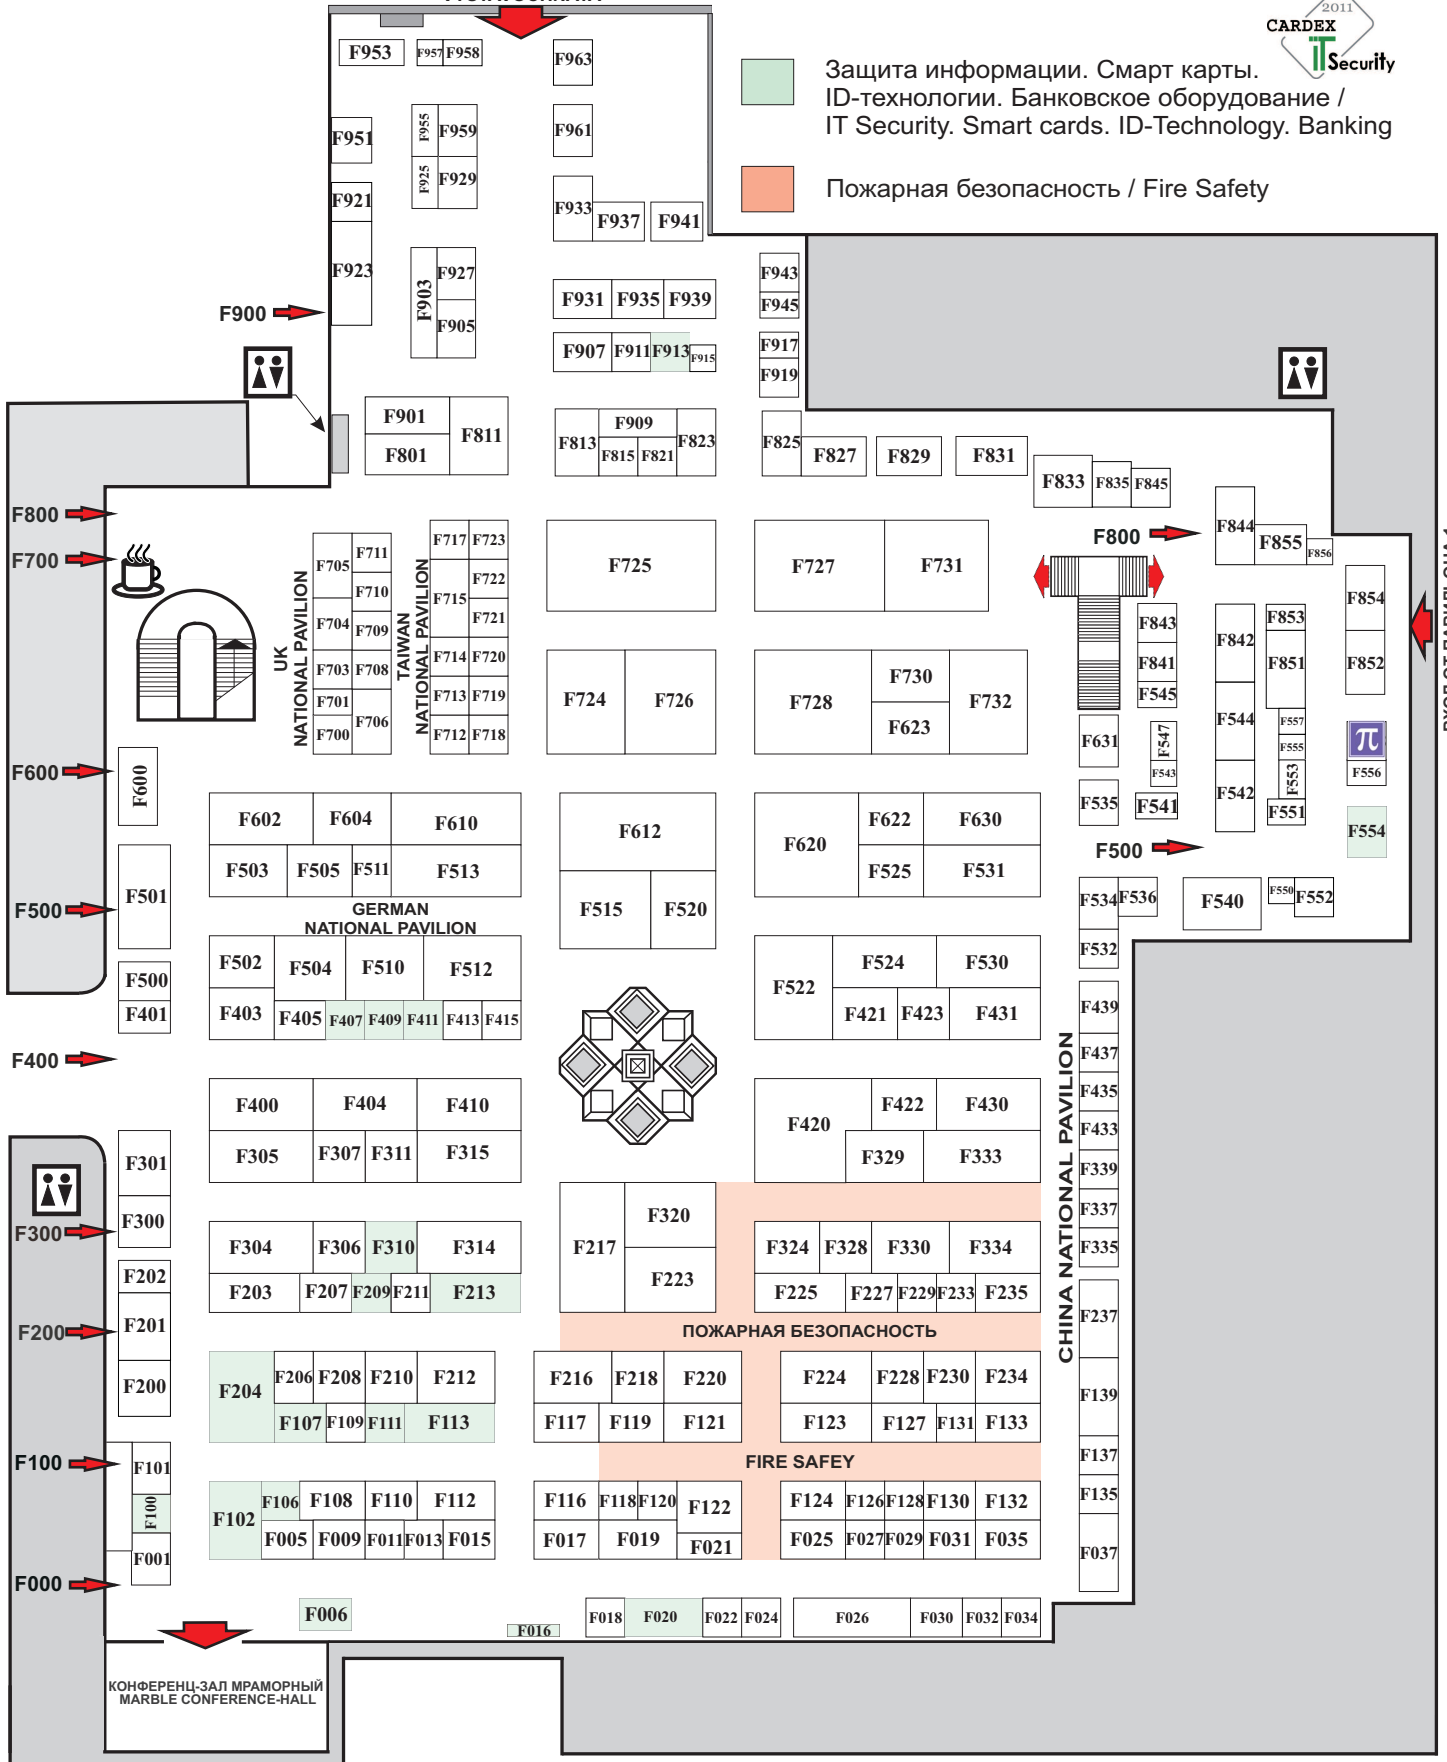 2011
CARDEX
iT Security
Защита информации. Смарт карты.
ID-технологии. Банковское оборудование /
IT Security. Smart cards. ID-Technology. Banking
Пожарная безопасность / Fire Safety
F953 F957 F958 F963
F951 F955 F959 F961
F925 F929
F921 F933 F937 F941
F923 F903 F927 F943
F931 F935 F939 F945
F900
F905
F907 F911 F913 F915 F917
F919
F901 F811 F813 F909 F823 F825
F801 F815 F821 F827 F829 F831
F833 F835 F845
F800
F844 F855 F856
F800
F700
UK
NATIONAL PAVILION
F705 F711
F710
F704 F709
F703 F708
F701 F706
F700
TAIWAN
NATIONAL PAVILION
F717 F723
F715 F722
F721
F714 F720
F713 F719
F712 F718
F725 F727 F731
F724 F726 F728 F730 F732
F623
F843 F842 F853 F854
F841 F851 F852
F545
F631 F547 F544 F557 π
F543 F555 F556
F535 F541 F542 F553 F554
F551
F600
F600
F602 F604 F610 F612 F620 F622 F630
F503 F505 F511 F513 F525 F531
F500
F501
F515 F520
F500
F534 F536 F540 F550 F552
F532
GERMAN
NATIONAL PAVILION
F502 F504 F510 F512 F522 F524 F530
F403 F405 F407 F409 F411 F413 F415 F421 F423 F431
F500
F401
F400
CHINA NATIONAL PAVILION
F439
F437
F435
F433
F339
F337
F335
F237
F139
F137
F135
F037
F400 F404 F410 F420 F422 F430
F305 F307 F311 F315 F329 F333
F301
F300
F300
F304 F306 F310 F314 F217 F320 F324 F328 F330 F334
F203 F207 F209 F211 F213 F223 F225 F227 F229 F233 F235
F202
F201
F200
F200
ПОЖАРНАЯ БЕЗОПАСНОСТЬ
F204 F206 F208 F210 F212 F216 F218 F220 F224 F228 F230 F234
F107 F109 F111 F113 F117 F119 F121 F123 F127 F131 F133
F100
F101
F100
F001
FIRE SAFEY
F102 F106 F108 F110 F112 F116 F118 F120 F122 F124 F126 F128 F130 F132
F005 F009 F011 F013 F015 F017 F019 F021 F025 F027 F029 F031 F035
F000
F006 F016 F018 F020 F022 F024 F026 F030 F032 F034
КОНФЕРЕНЦ-ЗАЛ МРАМОРНЫЙ
MARBLE CONFERENCE-HALL